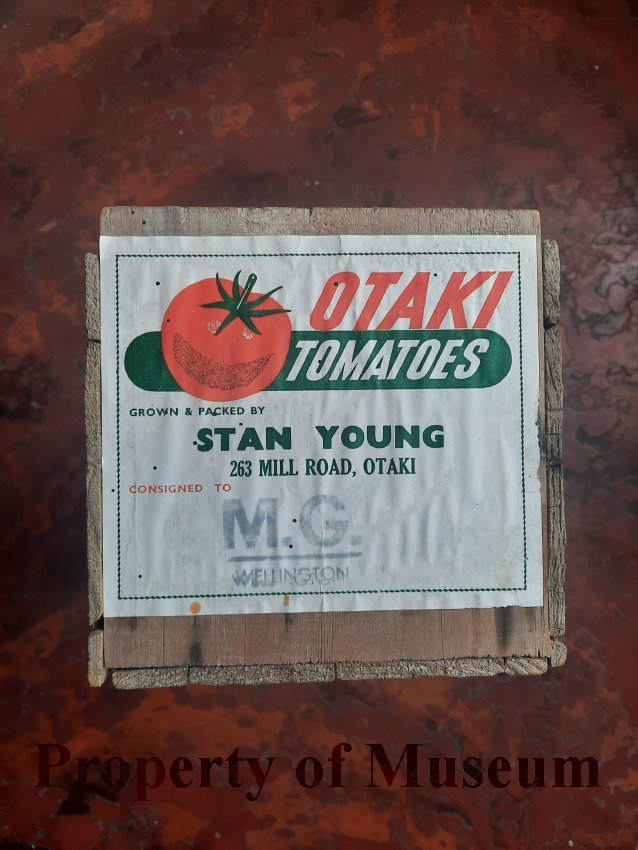 OTAKI
TOMATOES
GROWN & PACKED BY
STAN YOUNG
263 MILL ROAD, OTAKI
CONSIGNED TO
M.G.
WELLINGTON
Property of Museum